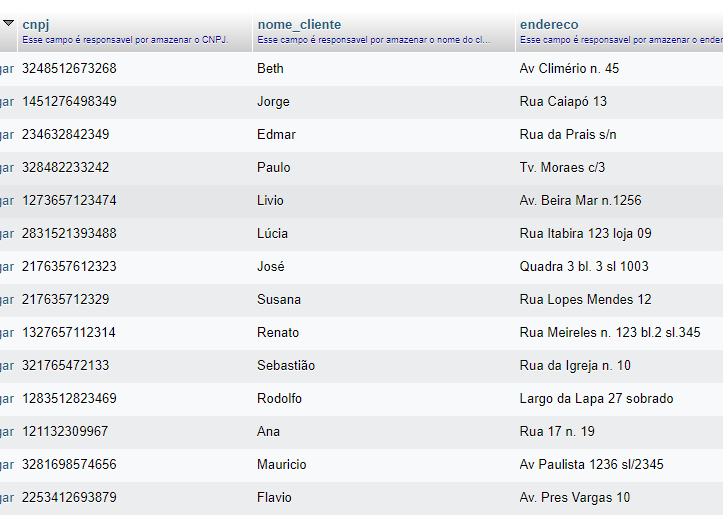 cnpj nome_cliente endereco
Esse campo é responsavel por amazenar o CNPJ. Esse campo é responsavel por amazenar o nome do cl... Esse campo é responsavel por amazenar o ender
gar 3248512673268 Beth Av Climério n. 45
gar 1451276498349 Jorge Rua Caiapó 13
gar 234632842349 Edmar Rua da Prais s/n
gar 328482233242 Paulo Tv. Moraes c/3
gar 1273657123474 Livio Av. Beira Mar n.1256
gar 2831521393488 Lúcia Rua Itabira 123 loja 09
gar 2176357612323 José Quadra 3 bl. 3 sl 1003
gar 217635712329 Susana Rua Lopes Mendes 12
gar 1327657112314 Renato Rua Meireles n. 123 bl.2 sl.345
gar 321765472133 Sebastião Rua da Igreja n. 10
gar 1283512823469 Rodolfo Largo da Lapa 27 sobrado
gar 121132309967 Ana Rua 17 n. 19
gar 3281698574656 Mauricio Av Paulista 1236 sl/2345
gar 2253412693879 Flavio Av. Pres Vargas 10